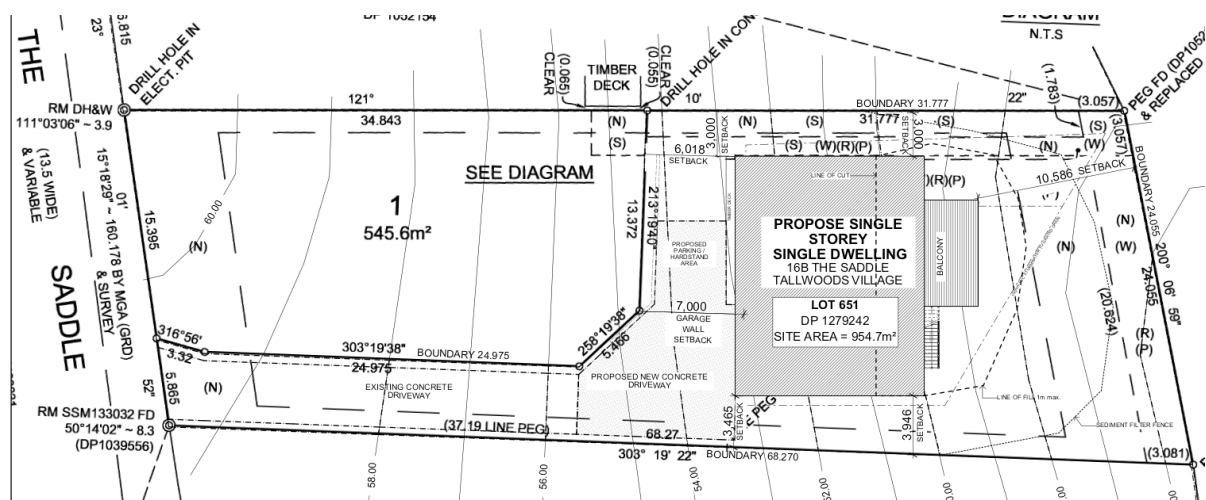 DP 1052154
DIAGRAM
N.T.S
THE
SADDLE
(13.5 WIDE)
& VARIABLE
6.815
23°
DRILL HOLE IN
ELECT. PIT
RM DH&W
111°03'06" ~ 3.9
121°
34.843
(0.065)
CLEAR
TIMBER
DECK
(0.055)
CLEAR
DRILL HOLE IN CON
10'
BOUNDARY 31.777
31.777
22"
(1.783)
(3.057)
(3.057)
PEG FD (DP1052
& REPLACED
(N)
(S)
(N)
(S)
(S)
(S)
(W)(R)(P)
(N)
(S)
(W)
)(R)(P)
(P)
3,000
SETBACK
3,000
SETBACK
6,018
SETBACK
10,586 SETBACK
LINE OF CUT
SEE DIAGRAM
1
545.6m²
60.00
15.395
01'
15°18'29" ~ 160.178 BY MGA (GRD)
& SURVEY
(N)
213°19'40"
13.372
PROPOSED
PARKING /
HARDSTAND
AREA
PROPOSE SINGLE
STOREY
SINGLE DWELLING
16B THE SADDLE
TALLWOODS VILLAGE
LOT 651
DP 1279242
SITE AREA = 954.7m²
BALCONY
(N)
(N)
(W)
BOUNDARY 24.055
24.055
200° 06' 59"
(20.624)
(R)
(P)
7,000
GARAGE
WALL
SETBACK
316°56'
3.32
303°19'38"
BOUNDARY 24.975
24.975
258°19'38"
5.466
EXISTING CONCRETE
DRIVEWAY
PROPOSED NEW CONCRETE
DRIVEWAY
(N)
5.865
52"
RM SSM133032 FD
50°14'02" ~ 8.3
(DP1039556)
(37.19 LINE PEG)
68.27
303° 19' 22"
BOUNDARY 68.270
E PEG
3,465
SETBACK
3,946
SETBACK
LINE OF FILL 1m max.
SEDIMENT FILTER FENCE
(3.081)
58.00
56.00
54.00
52.00